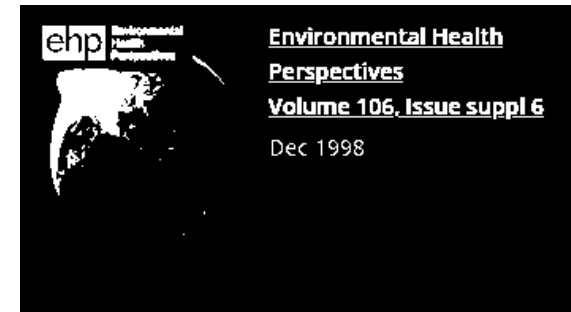 ehp
Environmental
Health
Perspectives
Environmental Health
Perspectives
Volume 106, Issue suppl 6
Dec 1998